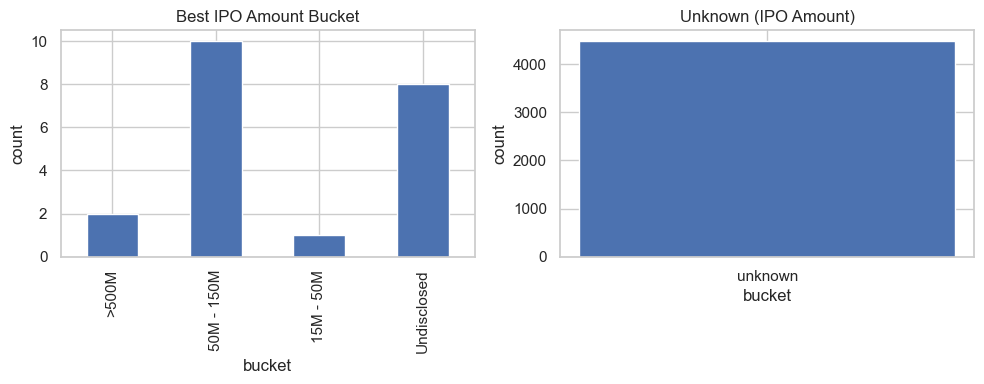 Best IPO Amount Bucket
count
10
8
6
4
2
0
>500M
50M - 150M
15M - 50M
Undisclosed
bucket
Unknown (IPO Amount)
count
4000
3000
2000
1000
0
unknown
bucket